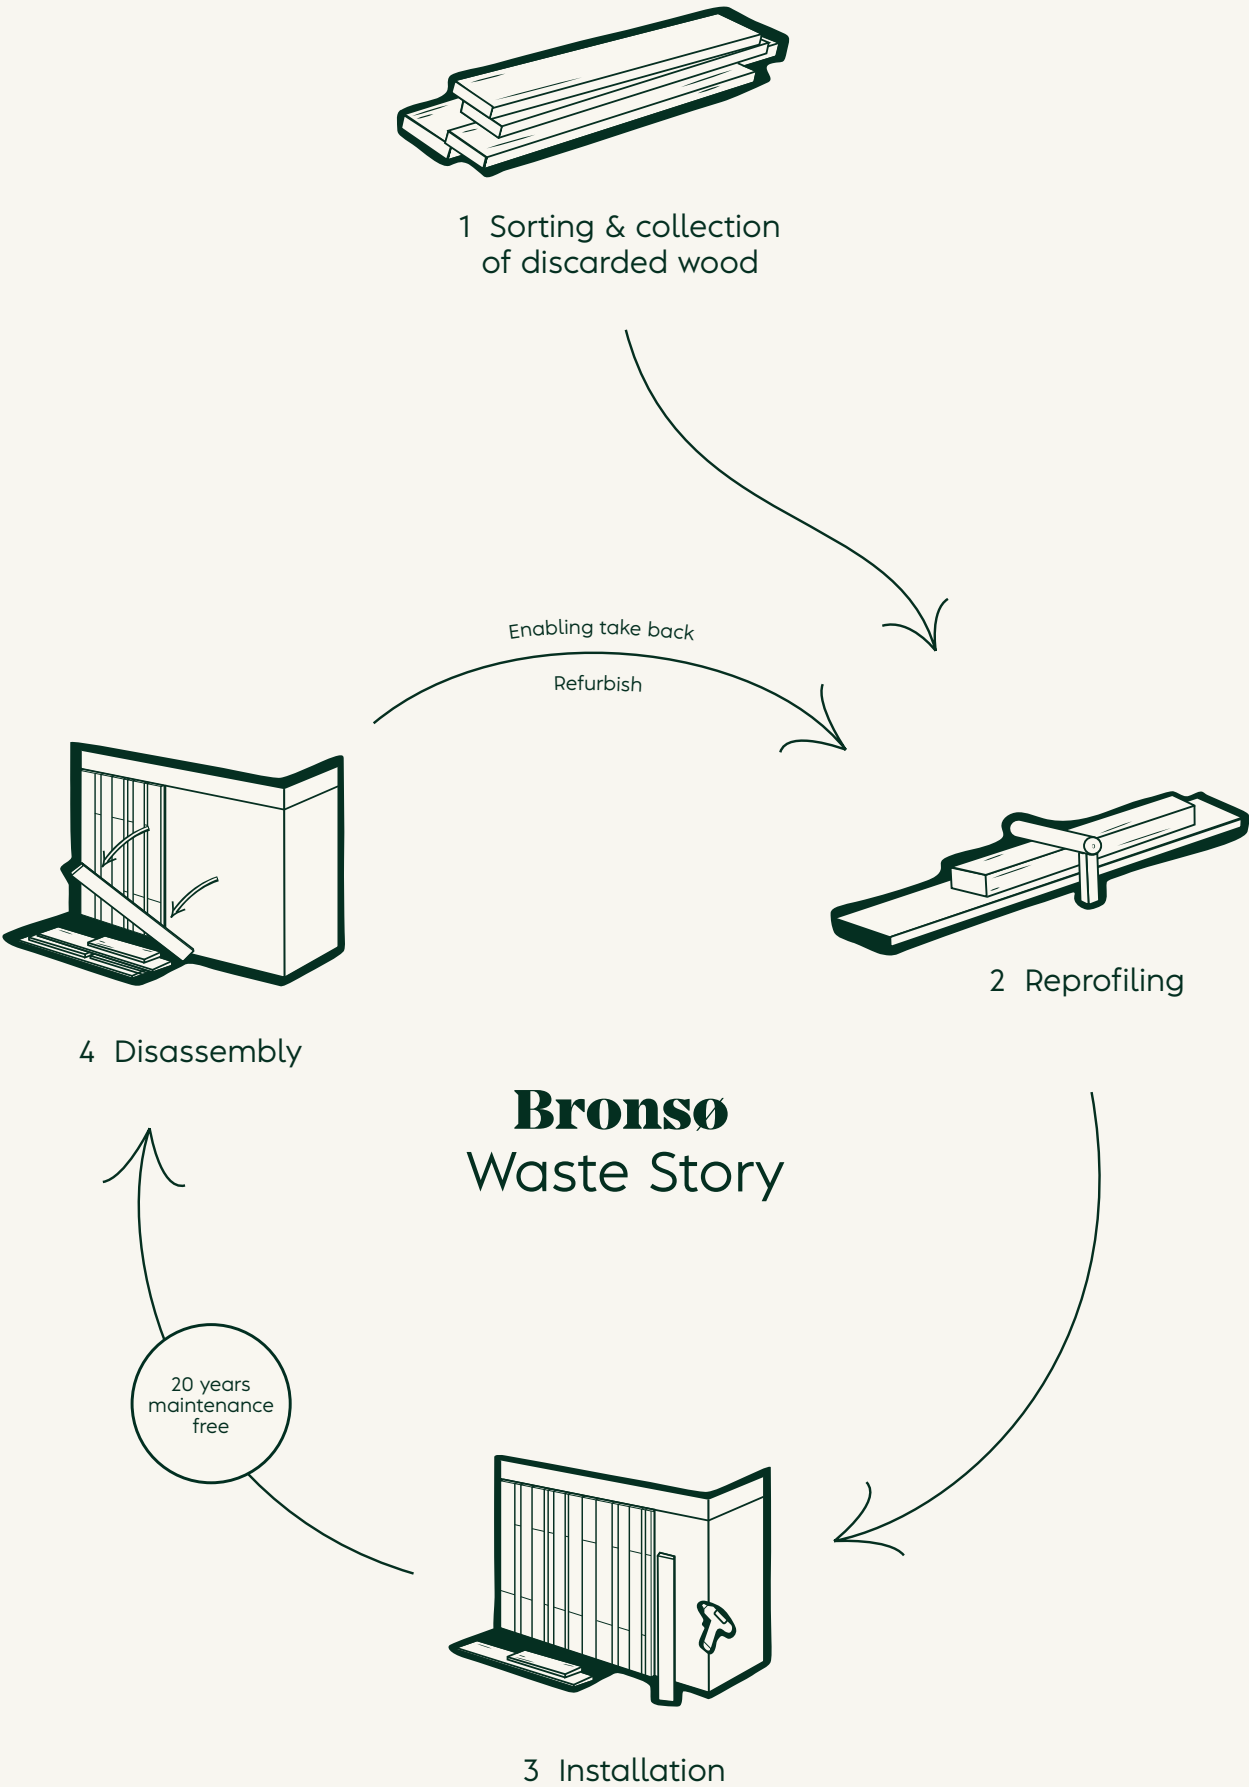 1 Sorting & collection
of discarded wood
Enabling take back
Refurbish
2 Reprofiling
4 Disassembly
Bronsø
Waste Story
20 years
maintenance
free
3 Installation